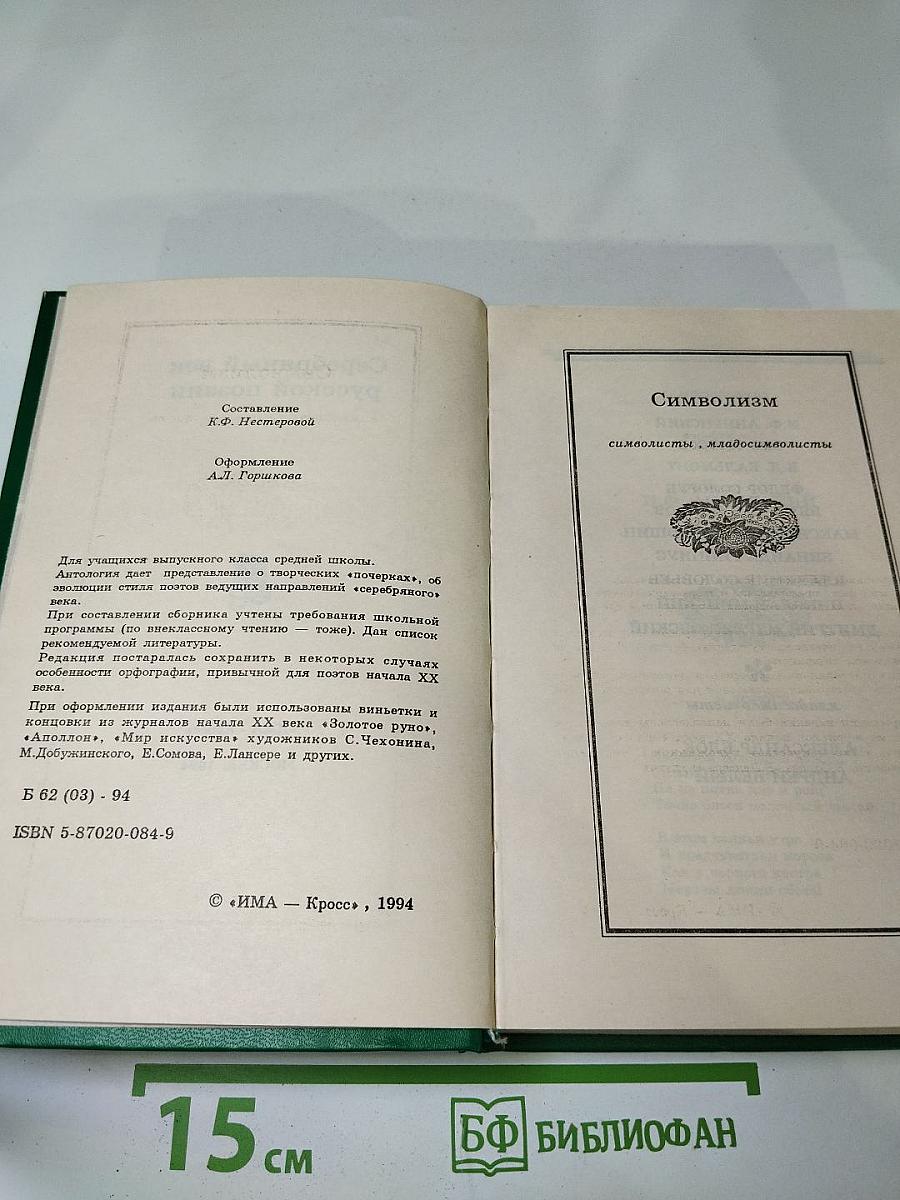 Составление
К.Ф. Нестеровой
Оформление
А.Л. Горшкова
Для учащихся выпускного класса средней школы.
Антология дает представление о творческих «почерках», об
эволюции стиля поэтов ведущих направлений «серебряного»
века.
При составлении сборника учтены требования школьной
программы (по внеклассному чтению — тоже). Дан список
рекомендуемой литературы.
Редакция постаралась сохранить в некоторых случаях
особенности орфографии, привычной для поэтов начала XX
века.
При оформлении издания были использованы виньетки и
концовки из журналов начала XX века «Золотое руно»,
«Аполлон», «Мир искусства» художников С.Чехонина,
М.Добужинского, Е.Сомова, Е.Лансере и других.
Б 62 (03) - 94
ISBN 5-87020-084-9
© «ИМА — Кросс» , 1994
Символизм
символисты , младосимволисты
15 см
БФ БИБЛИОФАН